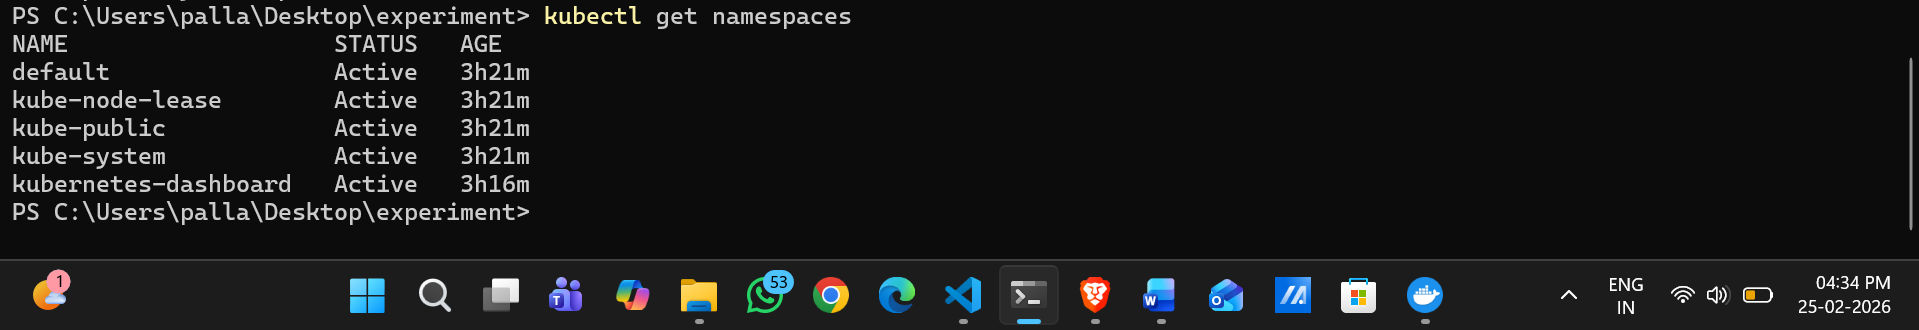 PS C:\Users\palla\Desktop\experiment> kubectl get namespaces
NAME                   STATUS   AGE
default                Active   3h21m
kube-node-lease        Active   3h21m
kube-public            Active   3h21m
kube-system            Active   3h21m
kubernetes-dashboard   Active   3h16m
PS C:\Users\palla\Desktop\experiment>
1
T
53
W
O
ENG
IN
04:34 PM
25-02-2026